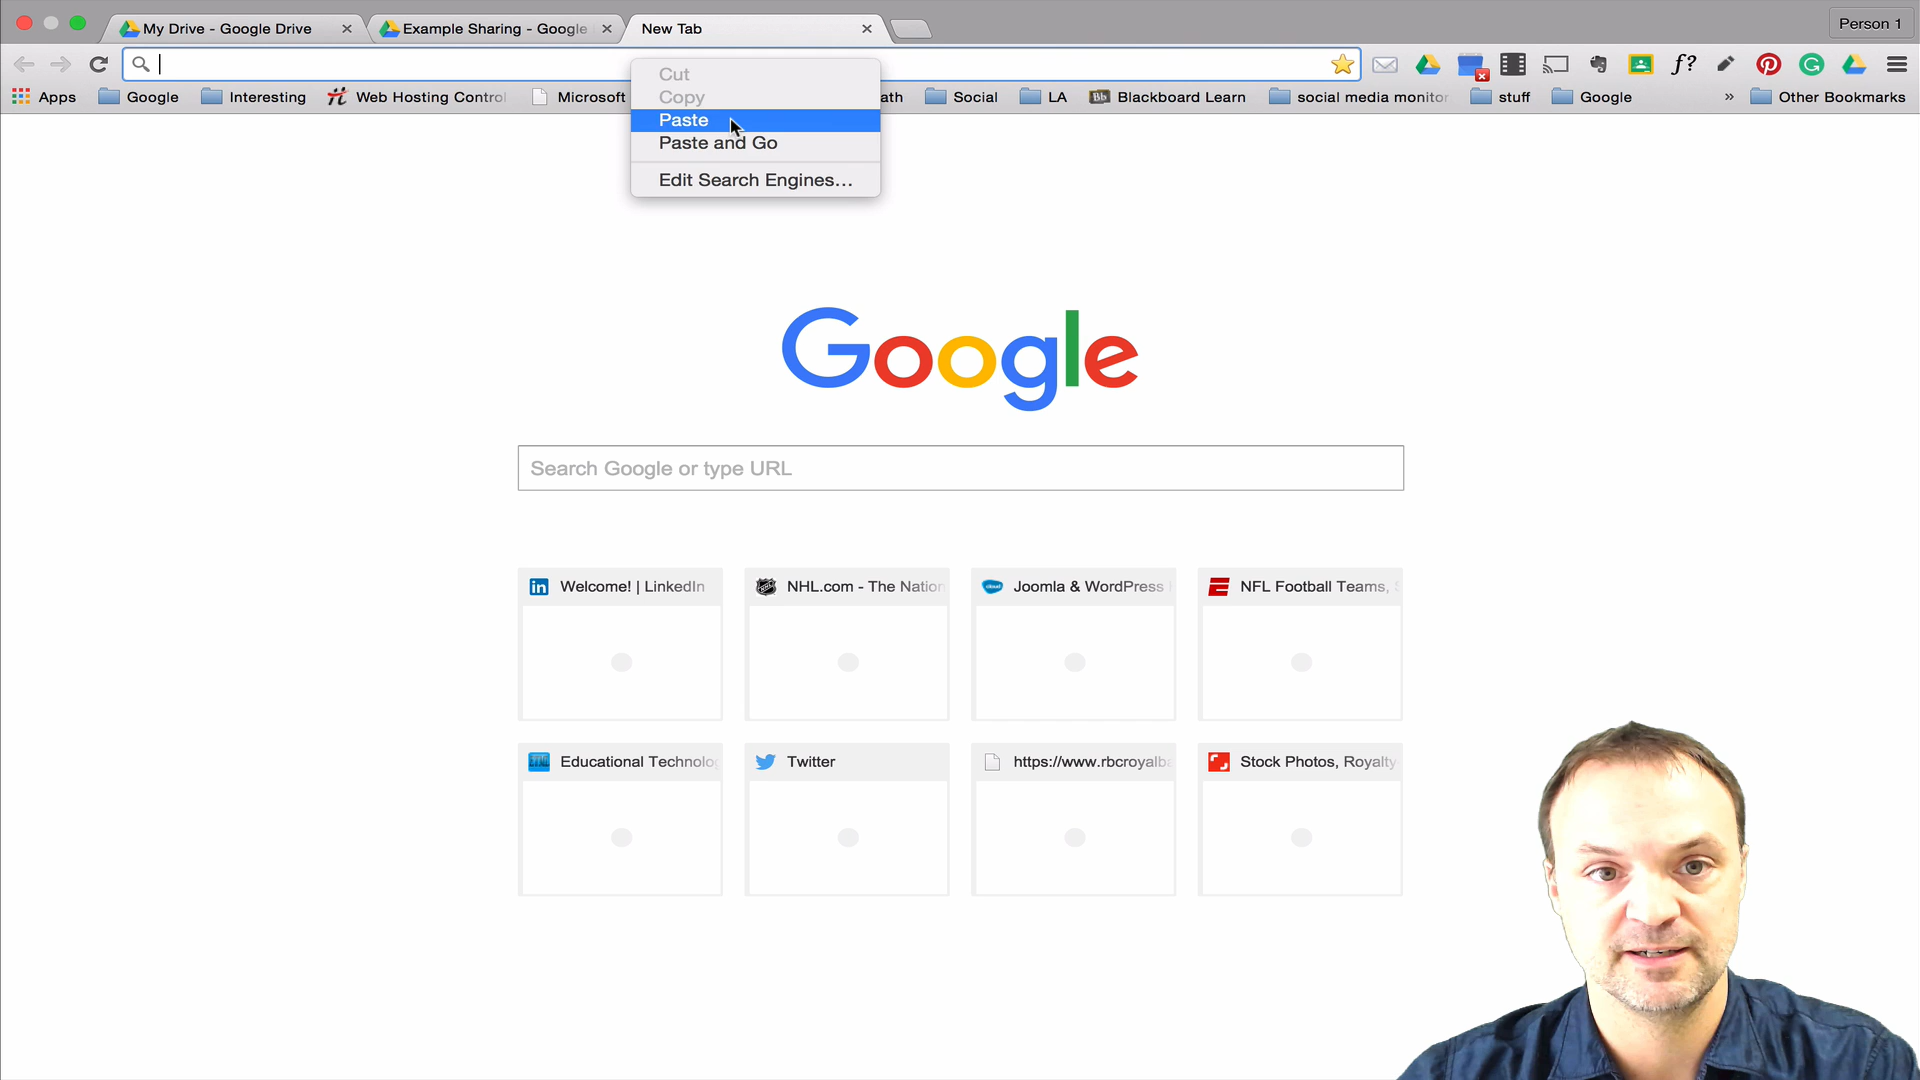 My Drive - Google Drive
Example Sharing - Google
New Tab
Person 1
Cut
Copy
Paste
Paste and Go
Edit Search Engines...
Apps
Google
Interesting
Web Hosting Control
Microsoft
ath
Social
LA
Bb Blackboard Learn
social media monitor
stuff
Google
»
Other Bookmarks
f?
Google
Search Google or type URL
in Welcome! | LinkedIn
NHL.com - The Nation
Joomla & WordPress
NFL Football Teams,
Educational Technolo
Twitter
https://www.rbcroyalba
Stock Photos, Royalty